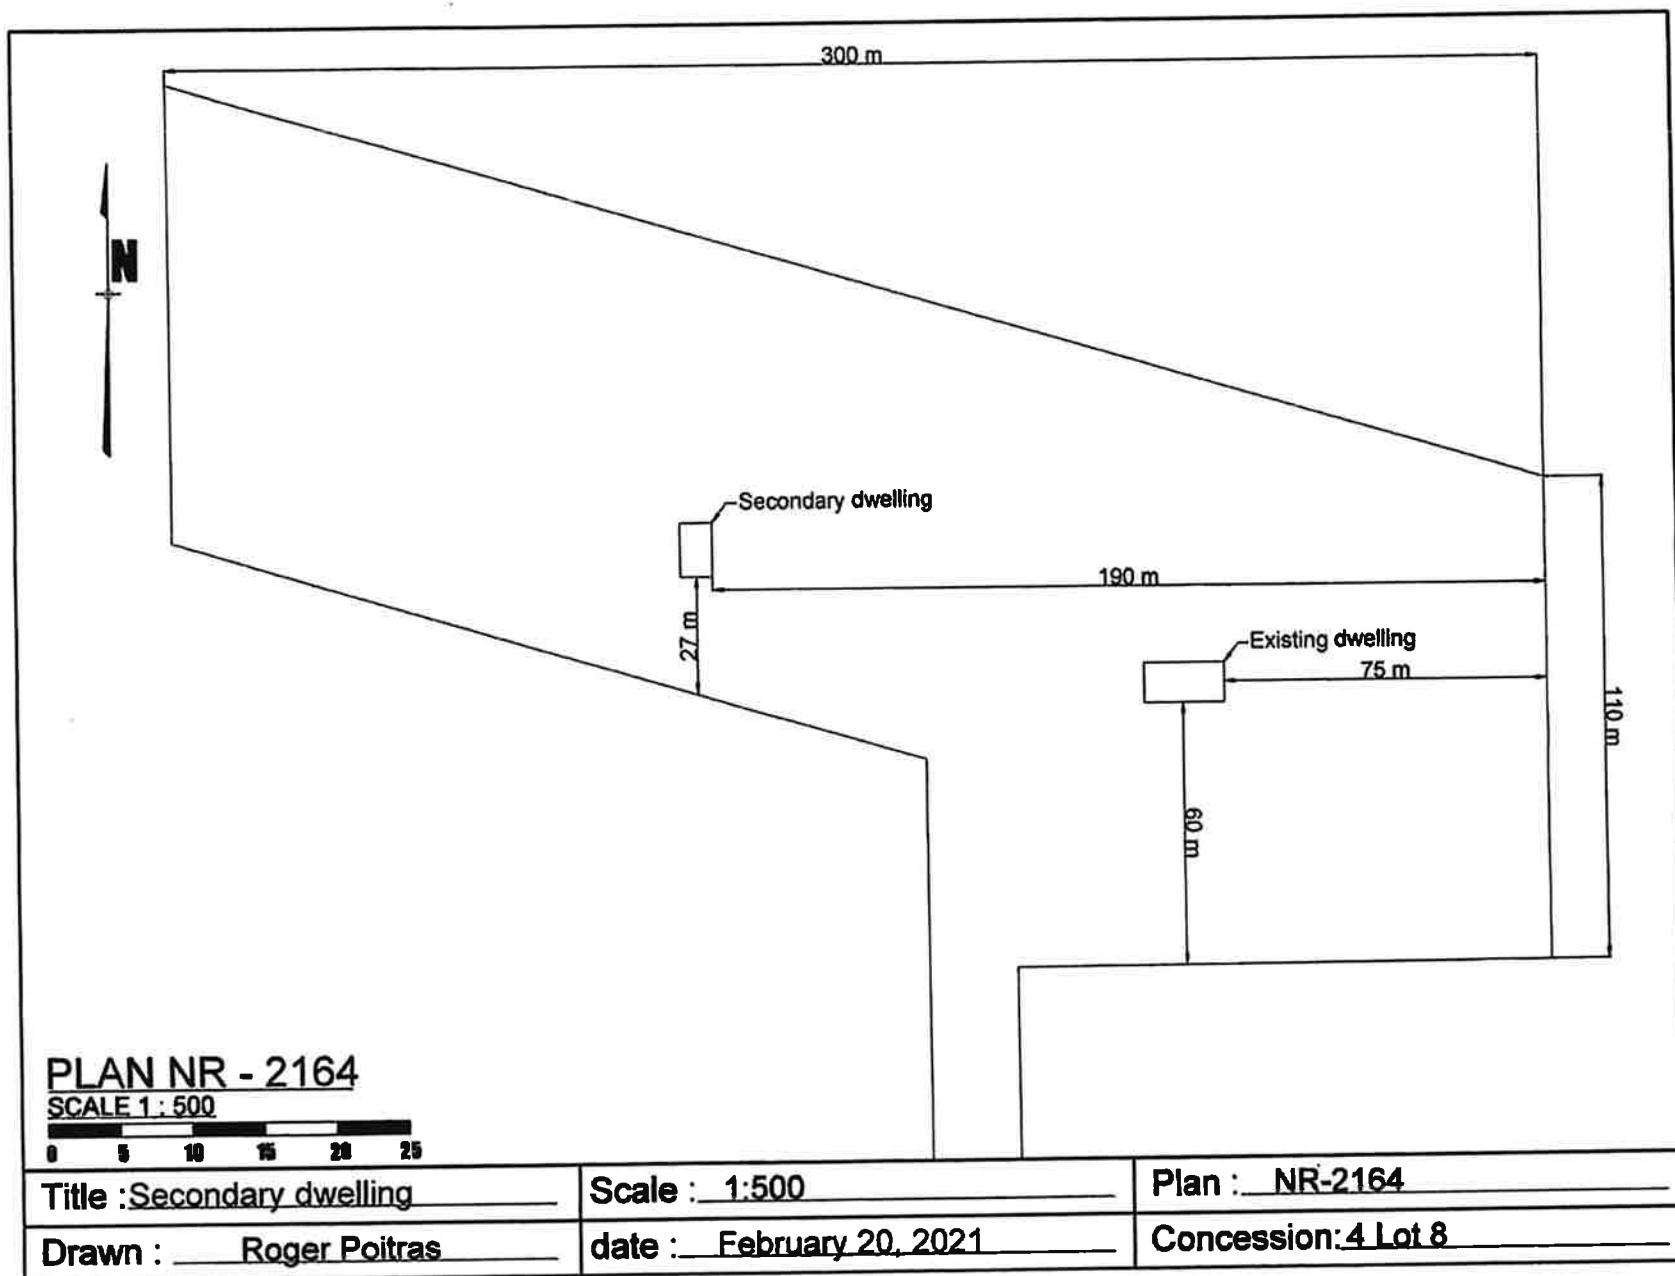 300 m
N
Secondary dwelling
190 m
27 m
Existing dwelling
75 m
110 m
60 m
PLAN NR - 2164
SCALE 1 : 500
0 5 10 15 20 25
Title : Secondary dwelling
Scale : 1:500
Plan : NR-2164
Drawn : Roger Poitras
date : February 20, 2021
Concession: 4 Lot 8